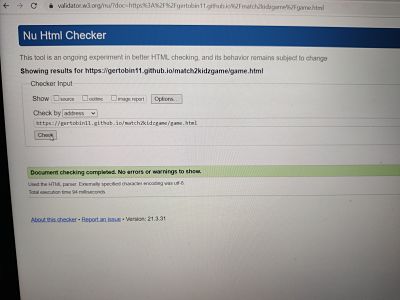 validator.w3.org/nu/?doc=https%3A%2F%2Fgertobin11.github.io%2Fmatch2kidzgame%2Fgame.html
Nu Html Checker
This tool is an ongoing experiment in better HTML checking, and its behavior remains subject to change
Showing results for https://gertobin11.github.io/match2kidzgame/game.html
Checker Input
Show source outline image report Options...
Check by address
https://gertobin11.github.io/match2kidzgame/game.html
Check
Document checking completed. No errors or warnings to show.
Used the HTML parser. Externally specified character encoding was utf-8.
Total execution time 94 milliseconds.
About this checker • Report an issue • Version: 21.3.31